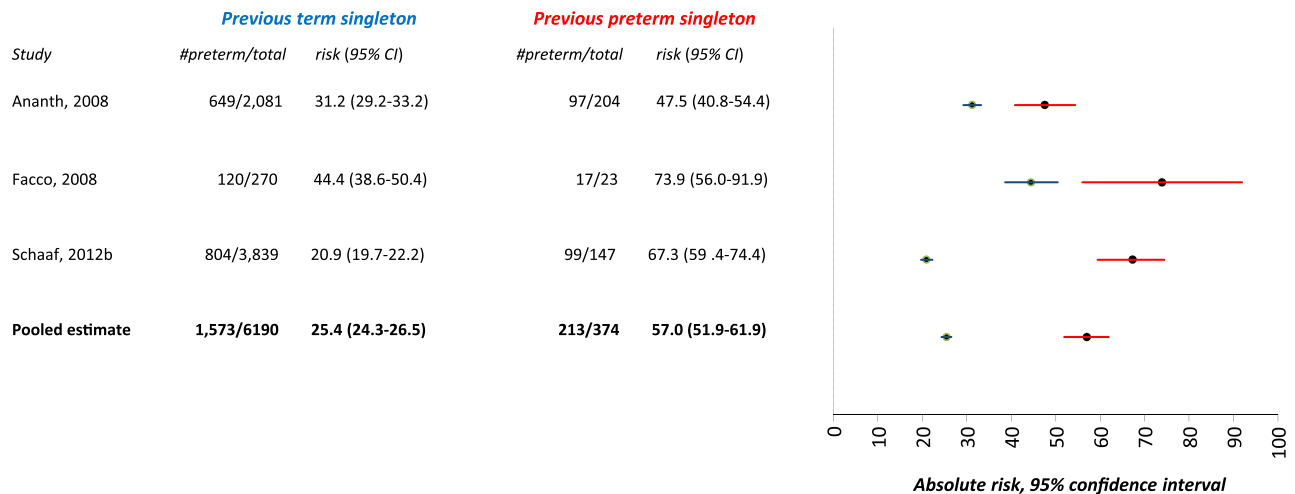 Previous term singleton Previous preterm singleton
Study #preterm/total risk (95% CI) #preterm/total risk (95% CI)
Ananth, 2008 649/2,081 31.2 (29.2-33.2) 97/204 47.5 (40.8-54.4)
Facco, 2008 120/270 44.4 (38.6-50.4) 17/23 73.9 (56.0-91.9)
Schaaf, 2012b 804/3,839 20.9 (19.7-22.2) 99/147 67.3 (59 .4-74.4)
Pooled estimate 1,573/6190 25.4 (24.3-26.5) 213/374 57.0 (51.9-61.9)
0 10 20 30 40 50 60 70 80 90 100
Absolute risk, 95% confidence interval